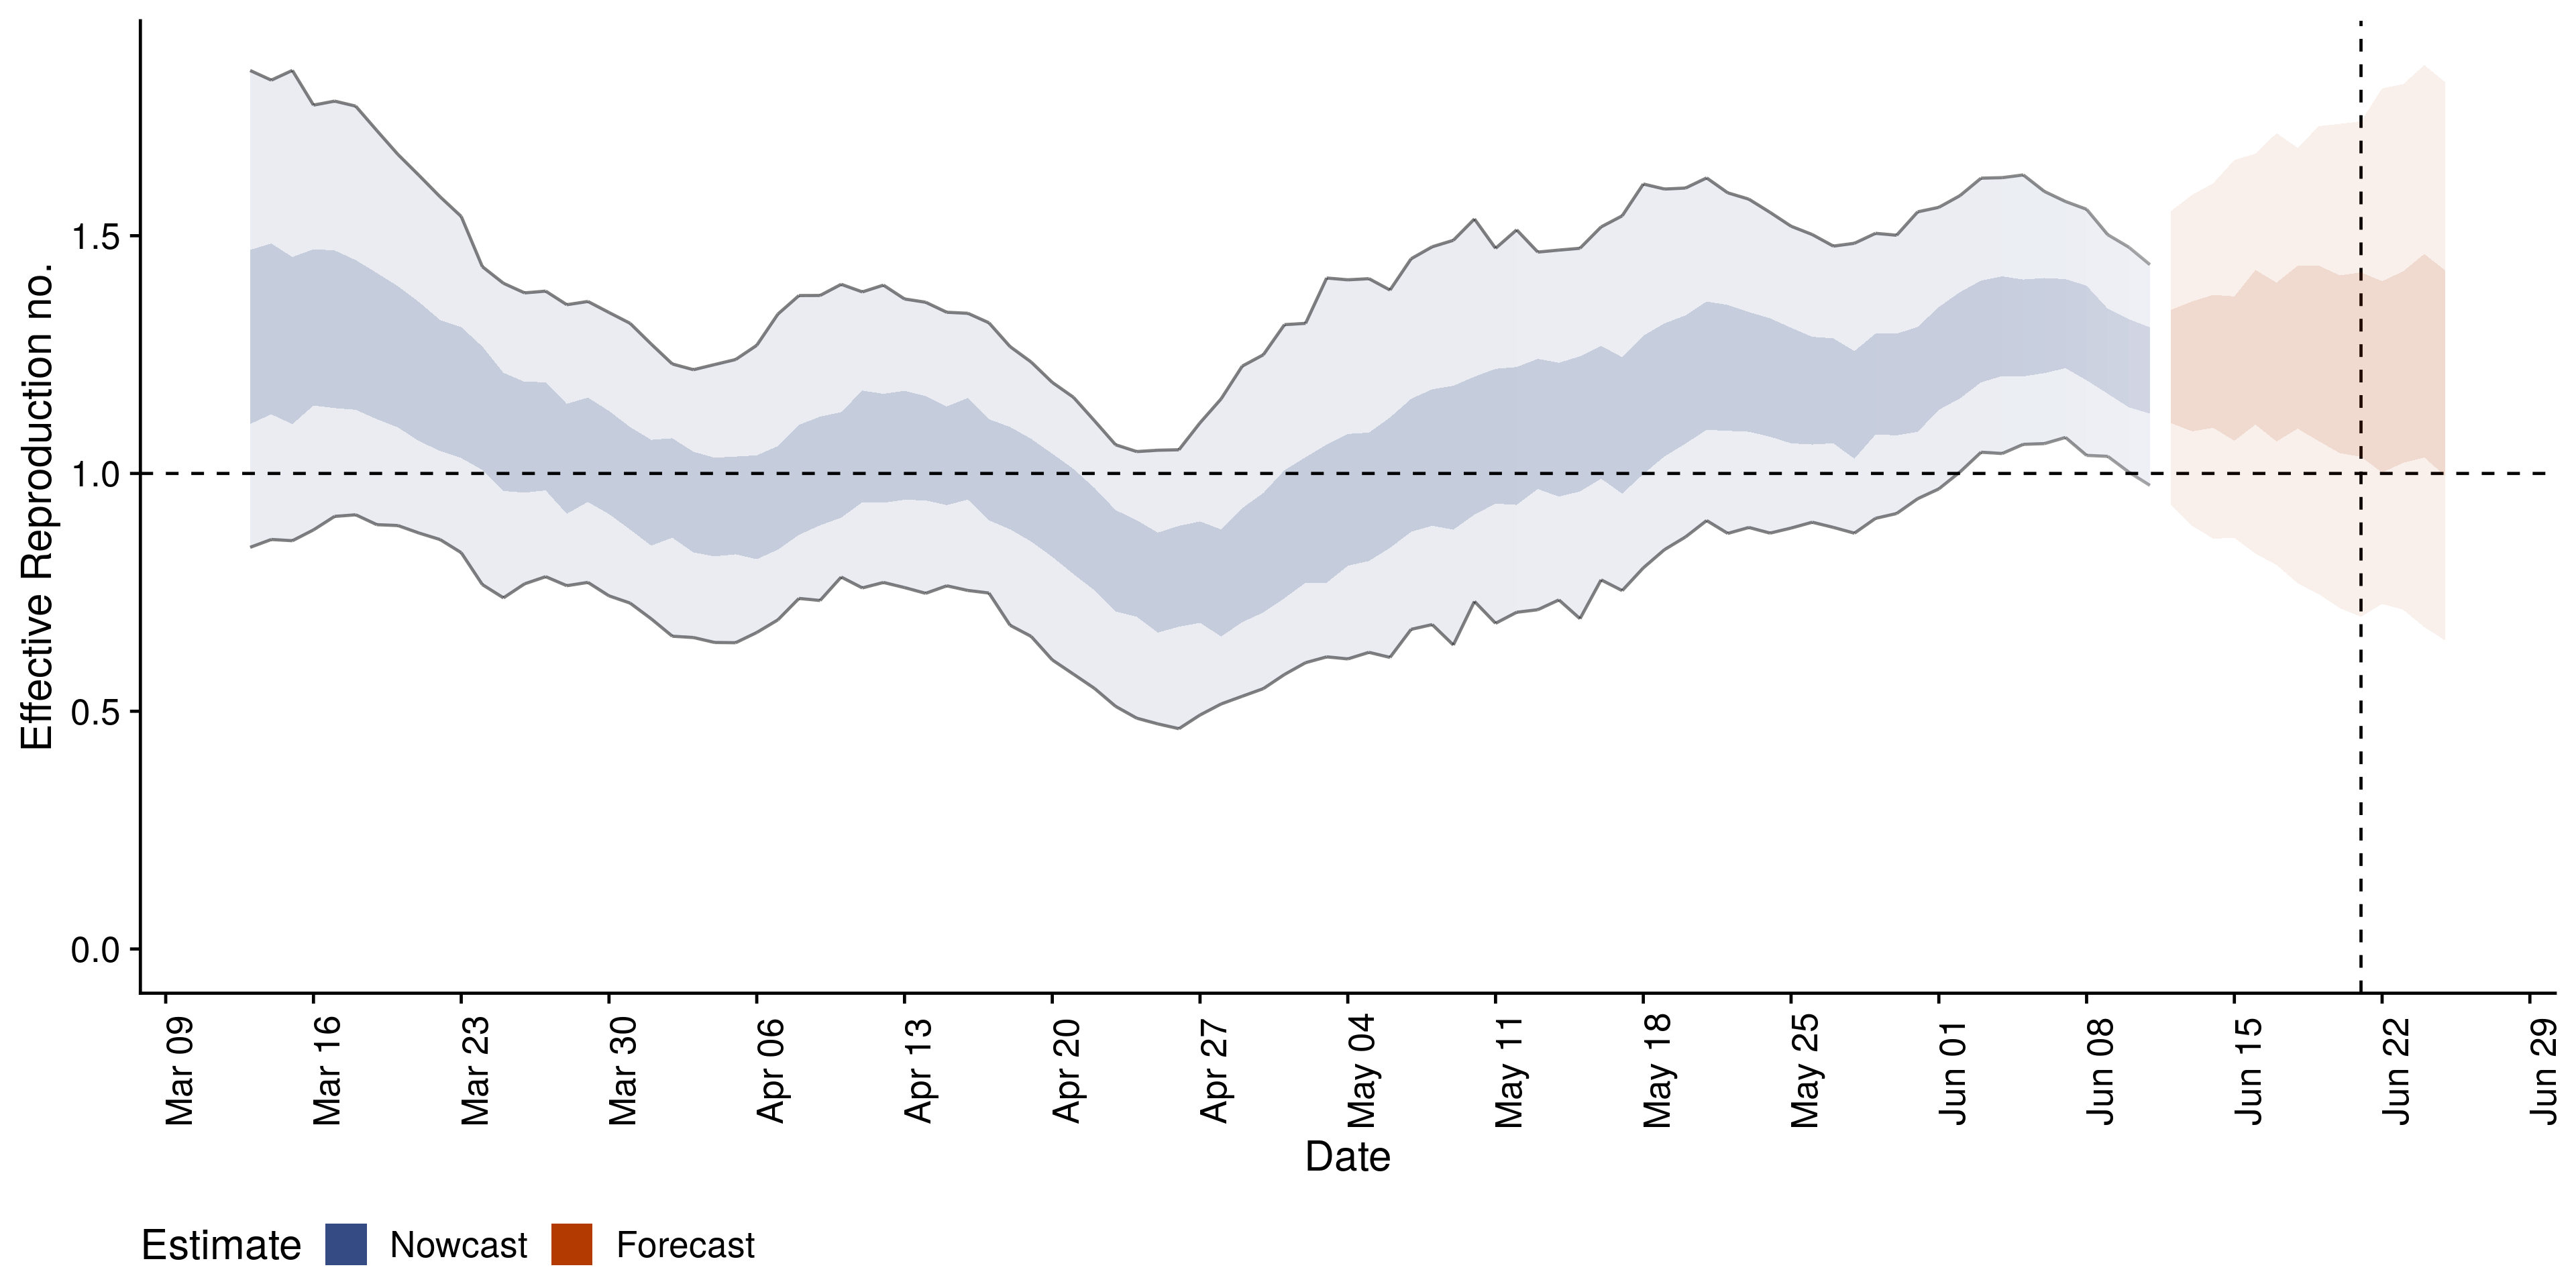 Effective Reproduction no.
1.5
1.0
0.5
0.0
Mar 09
Mar 16
Mar 23
Mar 30
Apr 06
Apr 13
Apr 20
Apr 27
May 04
May 11
May 18
May 25
Jun 01
Jun 08
Jun 15
Jun 22
Jun 29
Date
Estimate Nowcast Forecast